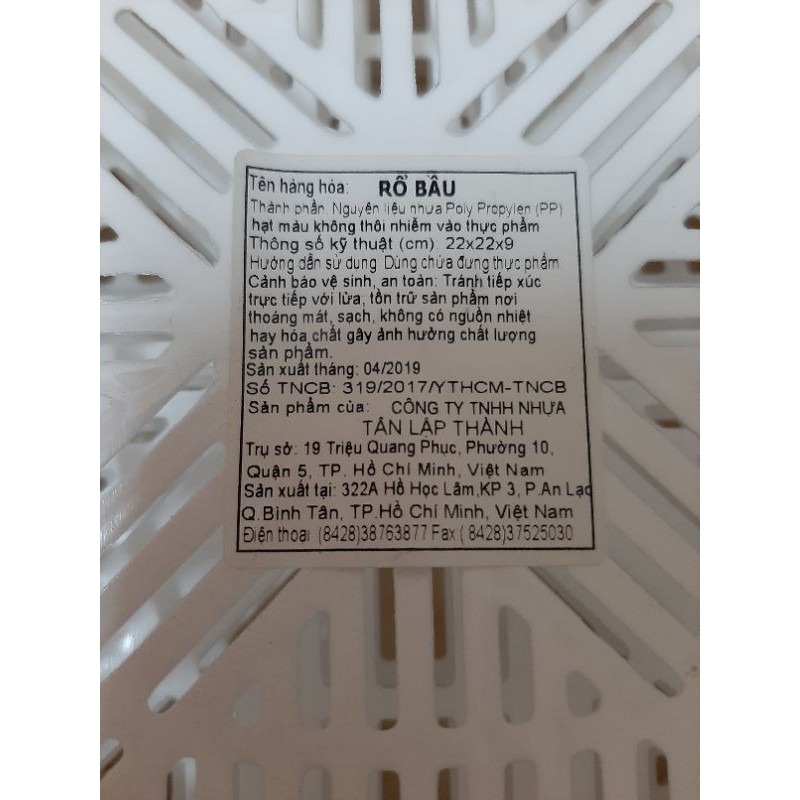 Tên hàng hóa: RỔ BẦU
Thành phần. Nguyên liệu nhựa Poly Propylen (PP)
hạt màu không thôi nhiễm vào thực phẩm
Thông số kỹ thuật (cm). 22x22x9
Hướng dẫn sử dụng. Dùng chứa đựng thực phẩm.
Cảnh báo vệ sinh, an toàn: Tránh tiếp xúc
trực tiếp với lửa, tồn trữ sản phẩm nơi
thoáng mát, sạch, không có nguồn nhiệt
hay hóa chất gây ảnh hưởng chất lượng
sản phẩm.
Sản xuất tháng: 04/2019
Số TNCB: 319/2017/YTHCM-TNCB
Sản phẩm của: CÔNG TY TNHH NHỰA
TÂN LẬP THÀNH
Trụ sở: 19 Triệu Quang Phục, Phường 10,
Quận 5, TP. Hồ Chí Minh, Việt Nam
Sản xuất tại: 322A Hồ Học Lãm,KP 3, P.An Lạc
Q.Bình Tân, TP.Hồ Chí Minh, Việt Nam
Điện thoại (8428)38763877 Fax:(8428)37525030